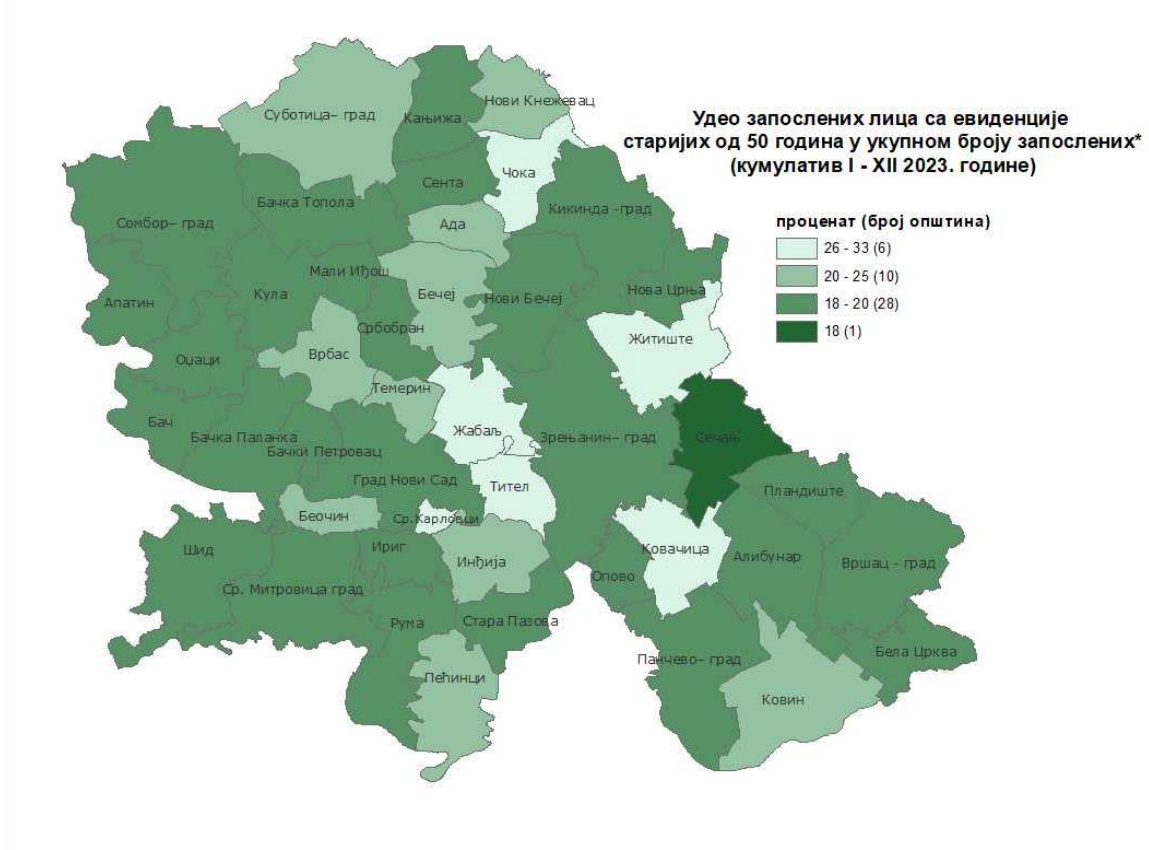 Удео запослених лица са евиденције
старијих од 50 година у укупном броју запослених*
(кумулатив I - XII 2023. године)
проценат (број општина)
26 - 33 (6)
20 - 25 (10)
18 - 20 (28)
18 (1)
Нови Кнежевац
Суботица– град
Кањижа
Чока
Сента
Бачка Топола
Кикинда -град
Сомбор– град
Ада
Мали Иђош
Нова Црња
Кула
Бечеј
Нови Бечеј
Апатин
Србобран
Житиште
Врбас
Оџаци
Темерин
Бач
Жабаљ
Бачка Паланка
Зрењанин– град
Сечањ
Бачки Петровац
Град Нови Сад
Тител
Пландиште
Беочин
Ср. Карловци
Шид
Ириг
Ковачица
Инђија
Алибунар
Вршац - град
Опово
Ср. Митровица град
Рума
Стара Пазова
Бела Црква
Панчево– град
Пећинци
Ковин